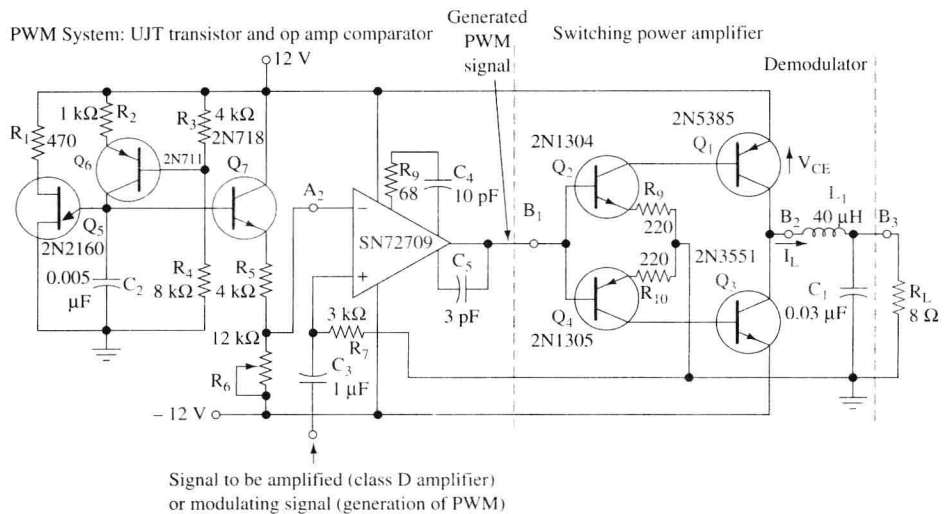 Generated
PWM
signal
PWM System: UJT transistor and op amp comparator
Switching power amplifier
Demodulator
12 V
1 kΩ
R2
R3
4 kΩ
2N718
R1
470
Q6
2N711
Q7
A2
R9
68
C4
10 pF
2N1304
Q2
2N5385
Q1
VCE
L1
40 µH
B1
B2
B3
R9
220
IL
Q5
2N2160
SN72709
−
+
0.005
µF
C2
R4
8 kΩ
R5
4 kΩ
C5
3 pF
220
R10
Q4
2N1305
2N3551
Q3
C1
0.03 µF
RL
8 Ω
12 kΩ
R6
3 kΩ
R7
C3
1 µF
− 12 V
Signal to be amplified (class D amplifier)
or modulating signal (generation of PWM)